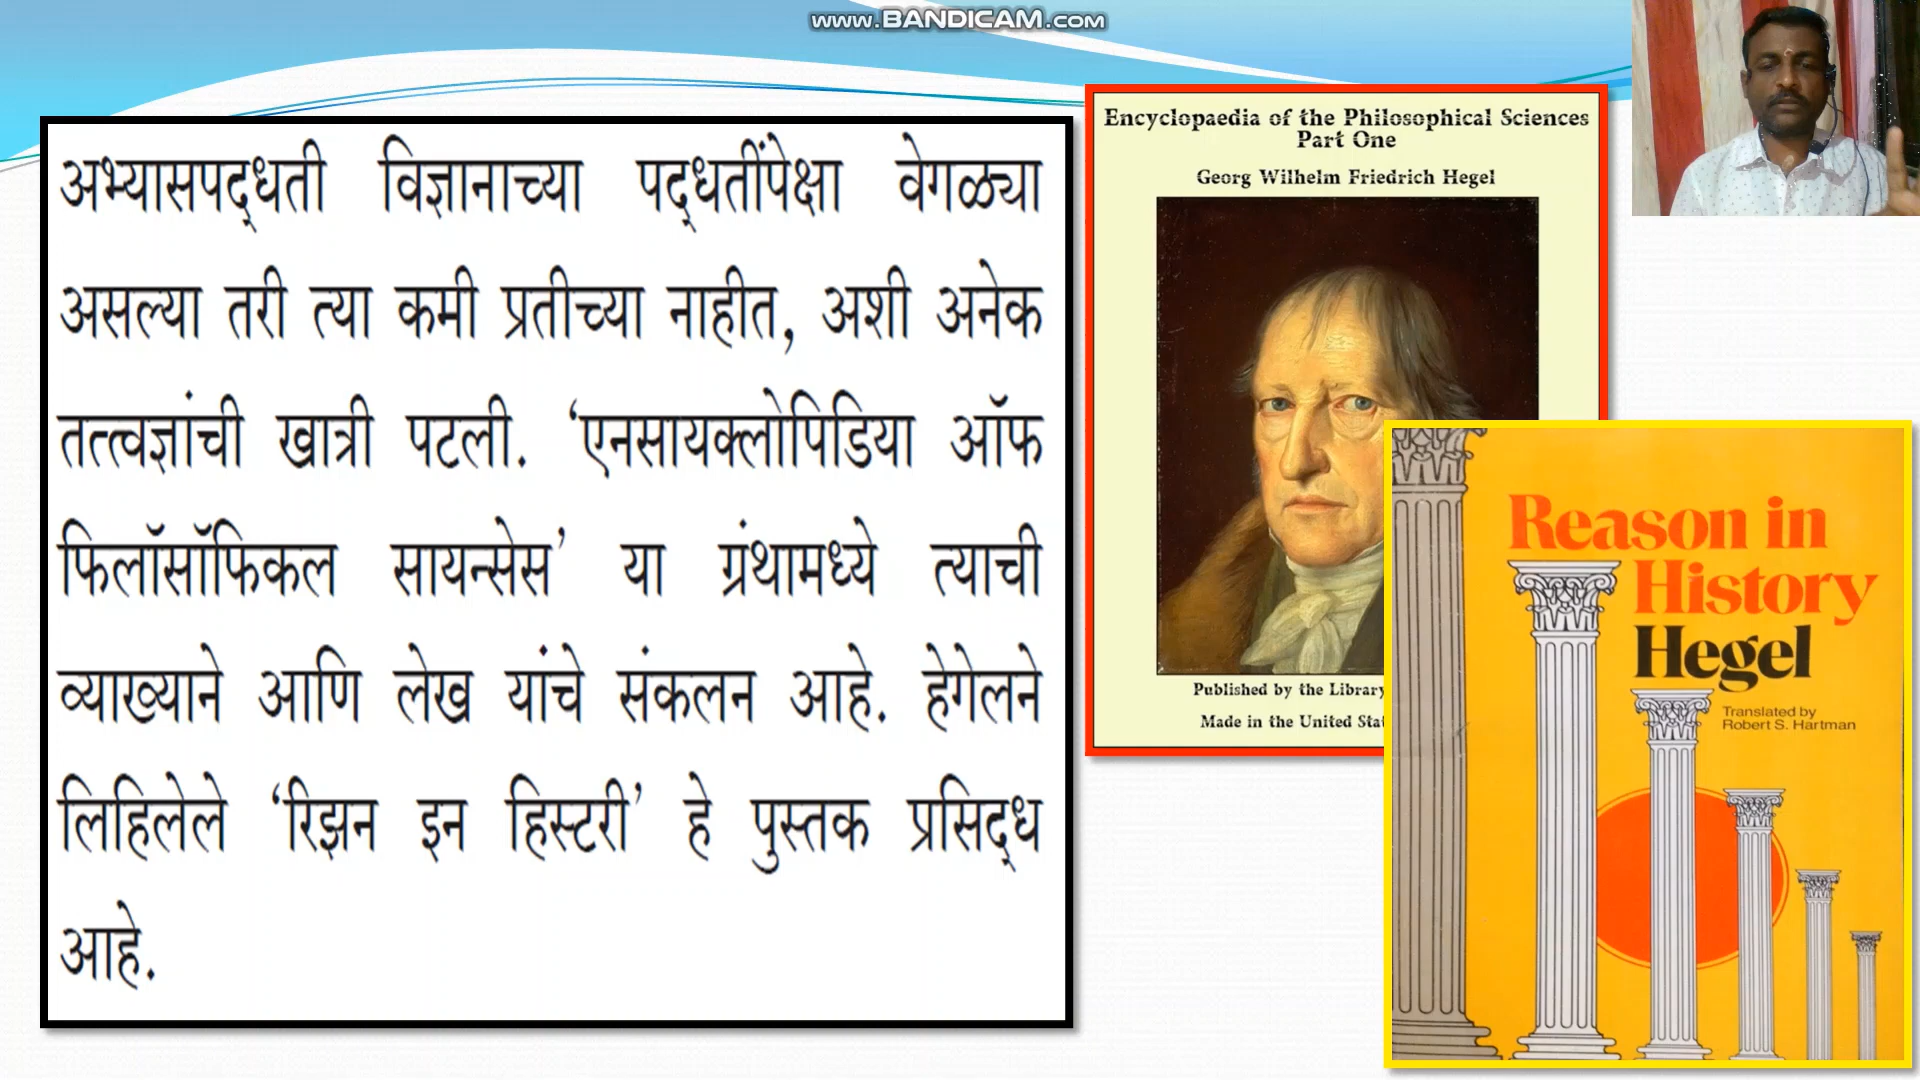 www.BANDICAM.com
अभ्यासपद्धती विज्ञानाच्या पद्धतींपेक्षा वेगळ्या
असल्या तरी त्या कमी प्रतीच्या नाहीत, अशी अनेक
तत्त्वज्ञांची खात्री पटली. ‘एनसायक्लोपिडिया ऑफ
फिलॉसॉफिकल सायन्सेस’ या ग्रंथामध्ये त्याची
व्याख्याने आणि लेख यांचे संकलन आहे. हेगेलने
लिहिलेले ‘रिझन इन हिस्टरी’ हे पुस्तक प्रसिद्ध
आहे.
Encyclopaedia of the Philosophical Sciences
Part One
Georg Wilhelm Friedrich Hegel
Published by the Library
Made in the United
Reason in
History
Hegel
Translated by
Robert S. Hartman